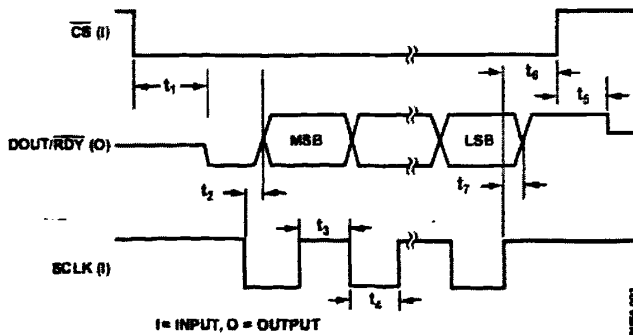 CS (I)
t1
t6
t5
DOUT/RDY (O)
MSB
LSB
t2
t7
t3
SCLK (I)
t4
I = INPUT, O = OUTPUT